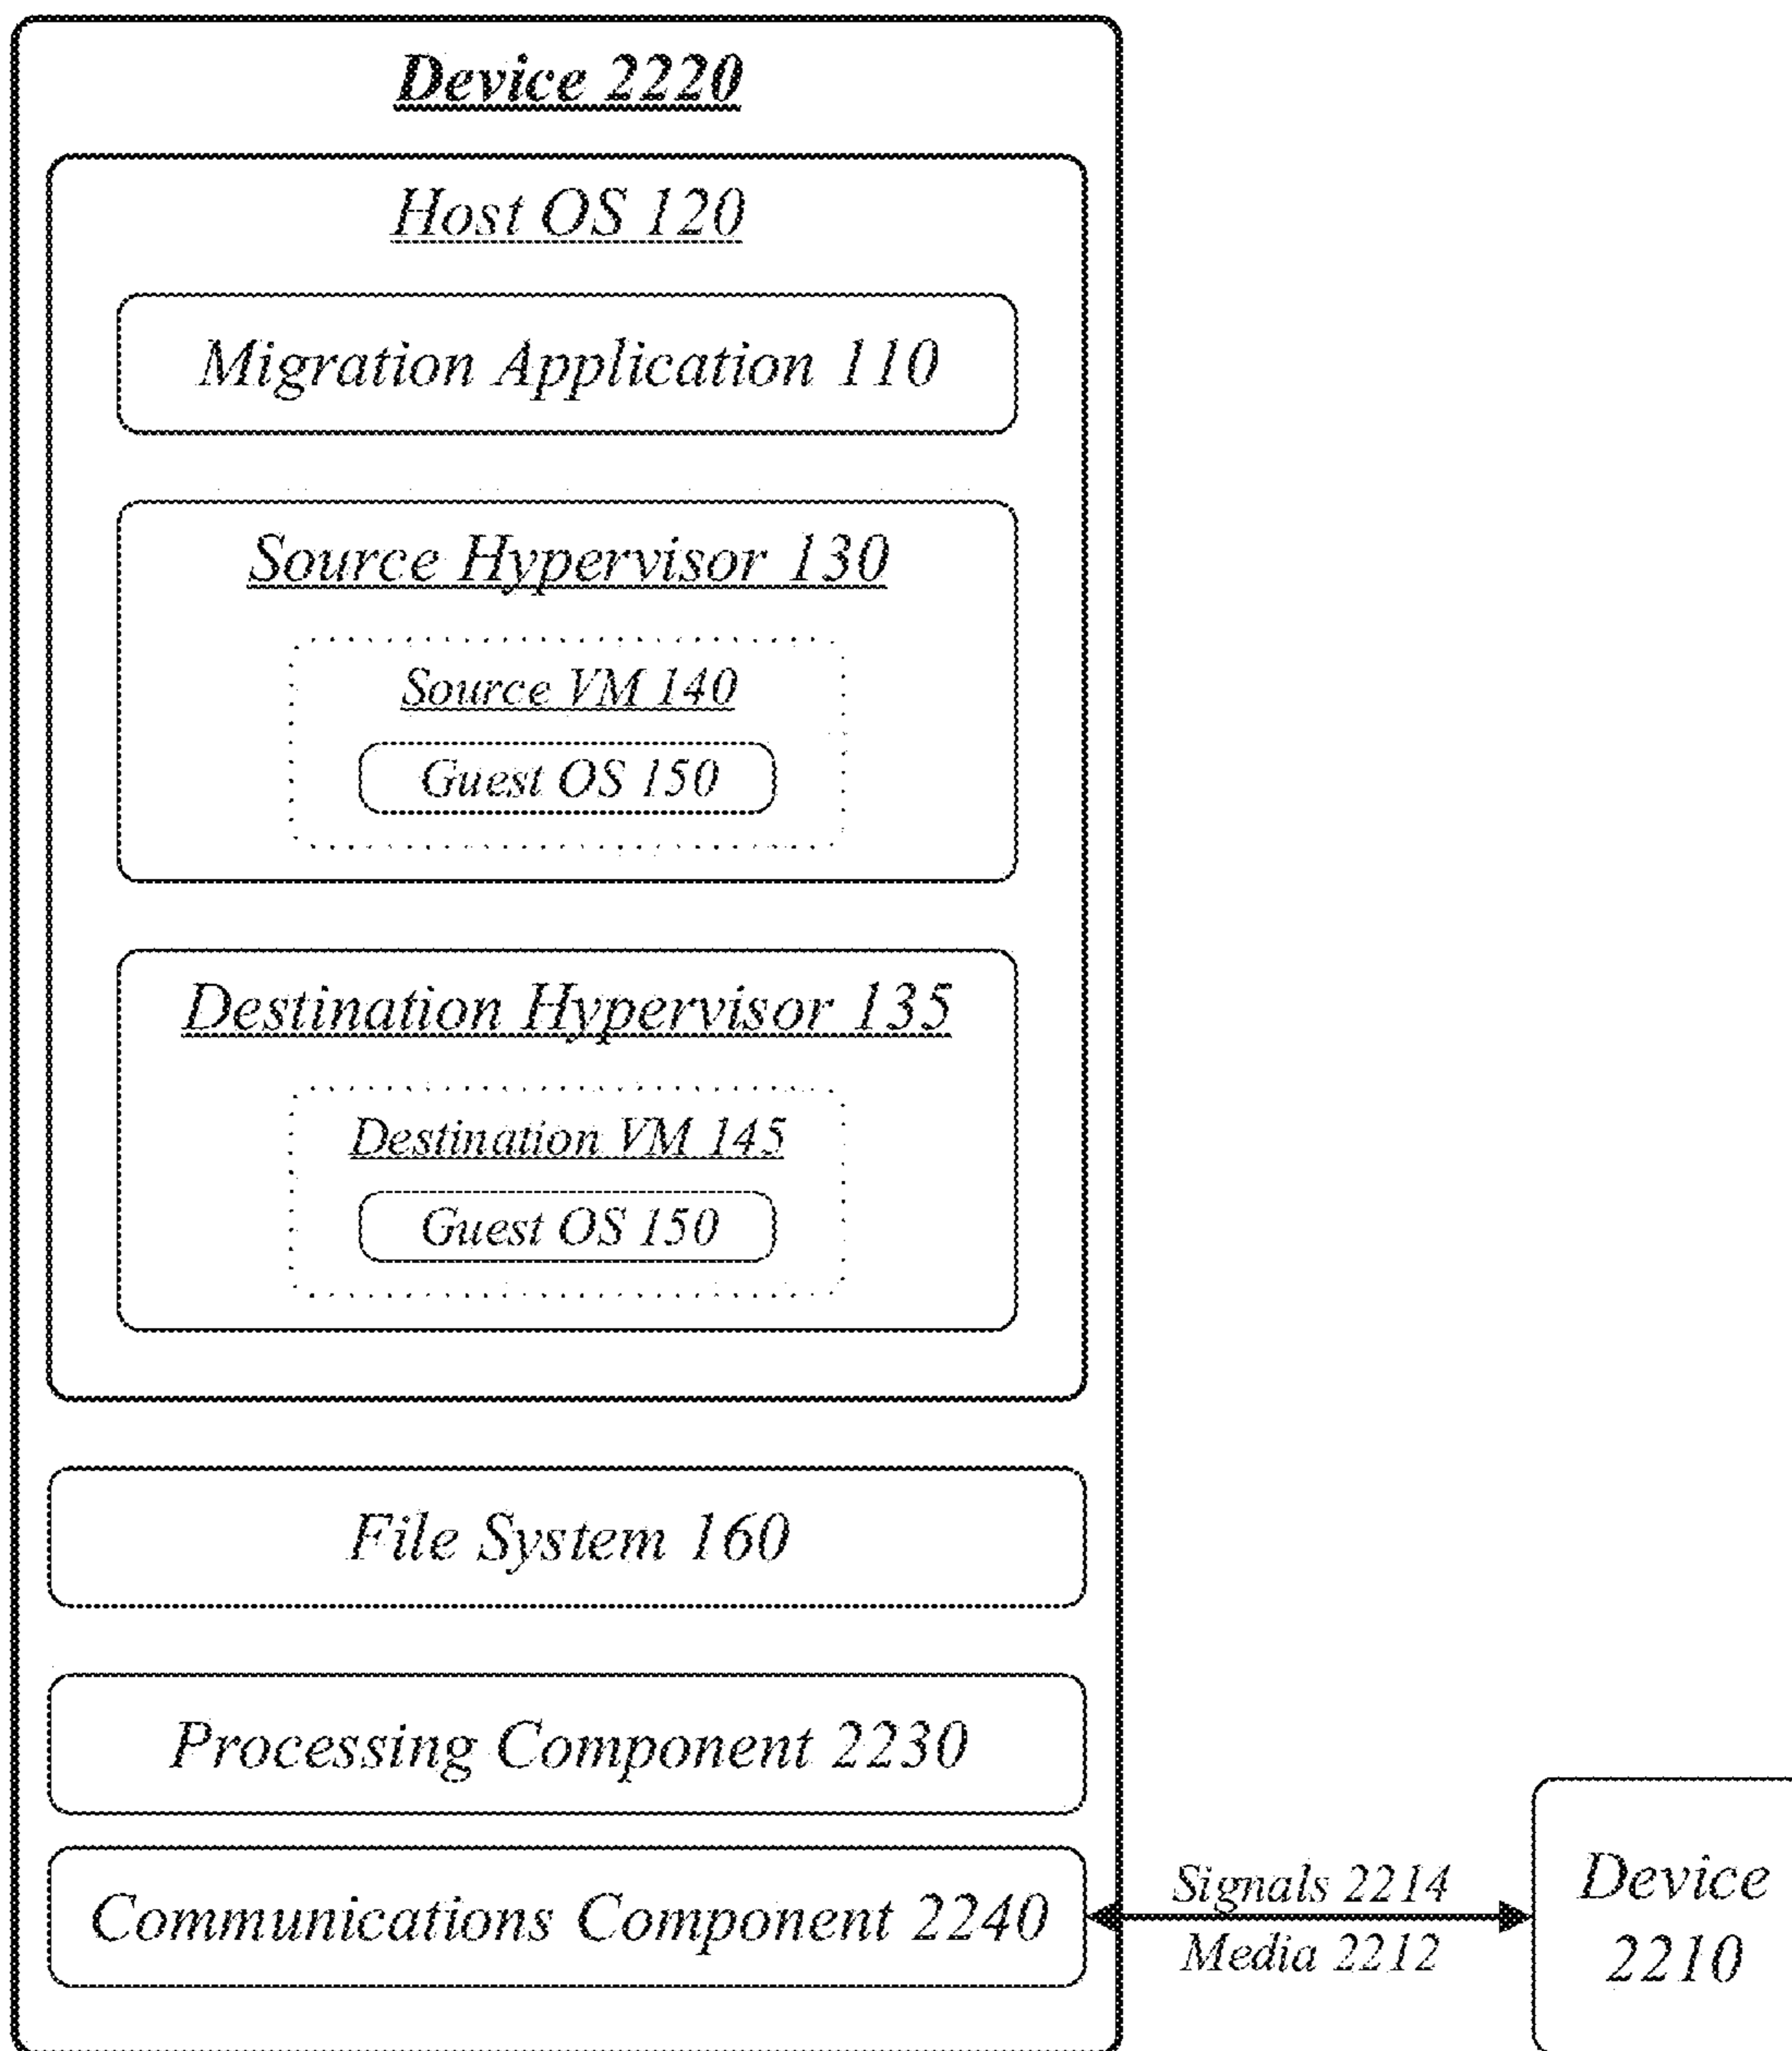 Device 2220
Host OS 120
Migration Application 110
Source Hypervisor 130
Source VM 140
Guest OS 150
Destination Hypervisor 135
Destination VM 145
Guest OS 150
File System 160
Processing Component 2230
Communications Component 2240
Signals 2214
Media 2212
Device
2210